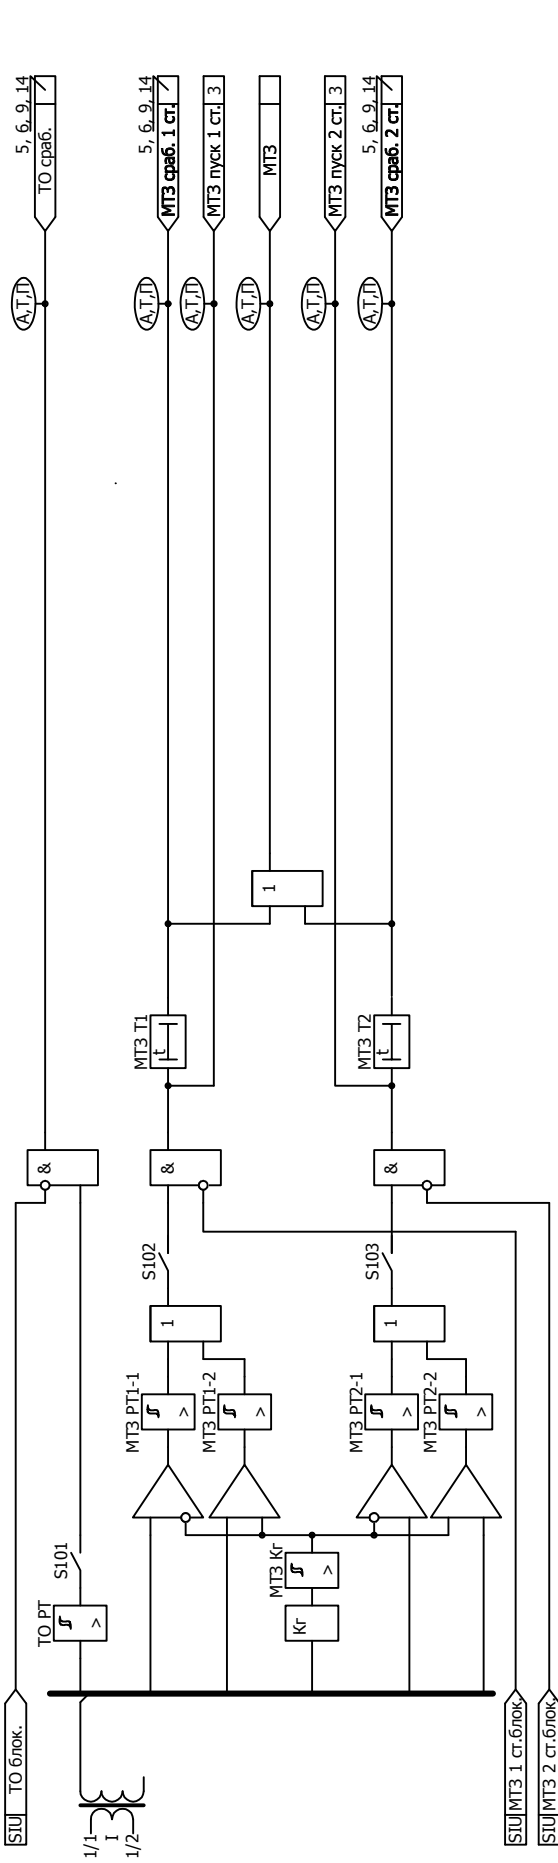 5, 6, 9, 14
ТО сраб.
5, 6, 9, 14
МТЗ сраб. 1 ст.
МТЗ пуск 1 ст. 3
МТЗ
МТЗ пуск 2 ст. 3
5, 6, 9, 14
МТЗ сраб. 2 ст.
А,Т,П
А,Т,П
А,Т,П
А,Т,П
А,Т,П
А,Т,П
1
МТЗ Т1
t
МТЗ Т2
t
&
&
&
S102
S103
1
1
МТЗ РТ1-1
>
МТЗ РТ1-2
>
МТЗ РТ2-1
>
МТЗ РТ2-2
>
S101
ТО РТ
>
МТЗ Кг
>
Кг
SIU ТО блок.
1/1
I
1/2
SIU МТЗ 1 ст.блок.
SIU МТЗ 2 ст.блок.